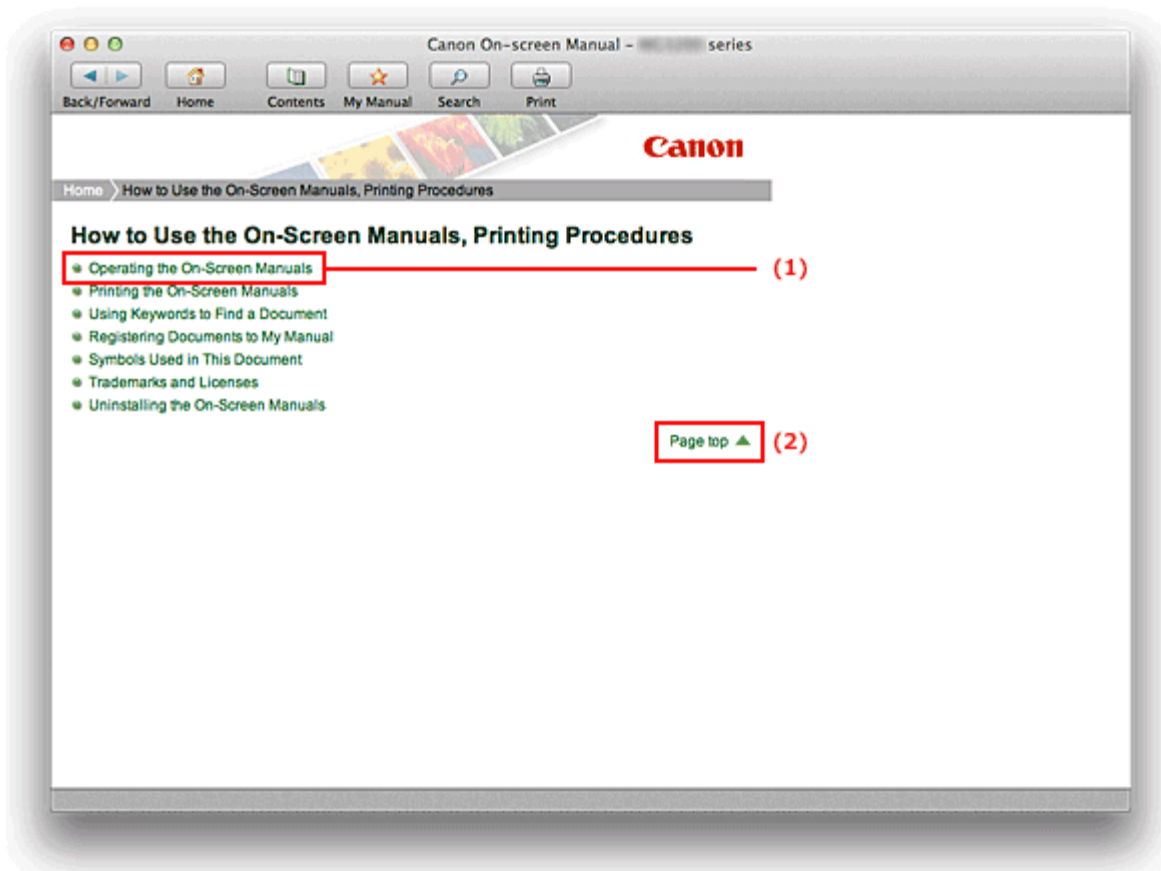 Canon On-screen Manual - series
Back/Forward Home Contents My Manual Search Print
Canon
Home How to Use the On-Screen Manuals, Printing Procedures
How to Use the On-Screen Manuals, Printing Procedures
Operating the On-Screen Manuals (1)
Printing the On-Screen Manuals
Using Keywords to Find a Document
Registering Documents to My Manual
Symbols Used in This Document
Trademarks and Licenses
Uninstalling the On-Screen Manuals
Page top (2)